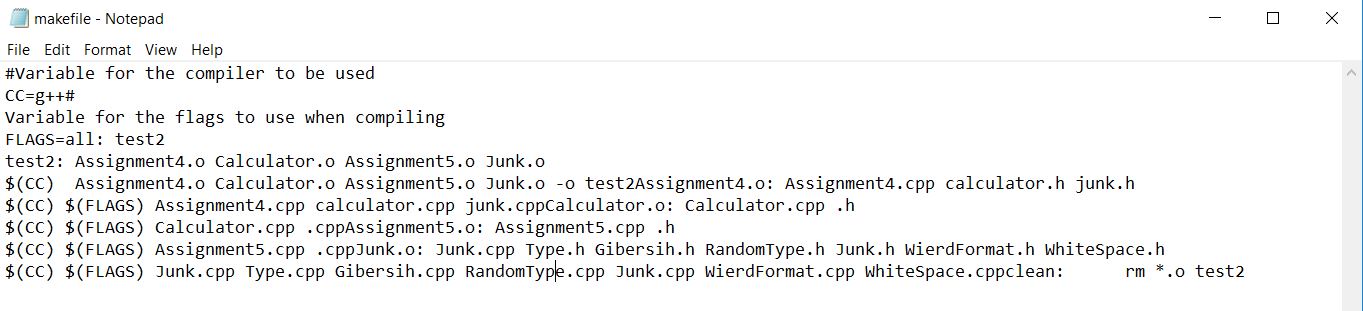 makefile - Notepad
File Edit Format View Help
#Variable for the compiler to be used
CC=g++#
Variable for the flags to use when compiling
FLAGS=all: test2
test2: Assignment4.o Calculator.o Assignment5.o Junk.o
$(CC)  Assignment4.o Calculator.o Assignment5.o Junk.o -o test2Assignment4.o: Assignment4.cpp calculator.h junk.h
$(CC) $(FLAGS) Assignment4.cpp calculator.cpp junk.cppCalculator.o: Calculator.cpp .h
$(CC) $(FLAGS) Calculator.cpp .cppAssignment5.o: Assignment5.cpp .h
$(CC) $(FLAGS) Assignment5.cpp .cppJunk.o: Junk.cpp Type.h Gibersih.h RandomType.h Junk.h WierdFormat.h WhiteSpace.h
$(CC) $(FLAGS) Junk.cpp Type.cpp Gibersih.cpp RandomType.cpp Junk.cpp WierdFormat.cpp WhiteSpace.cppclean:      rm *.o test2